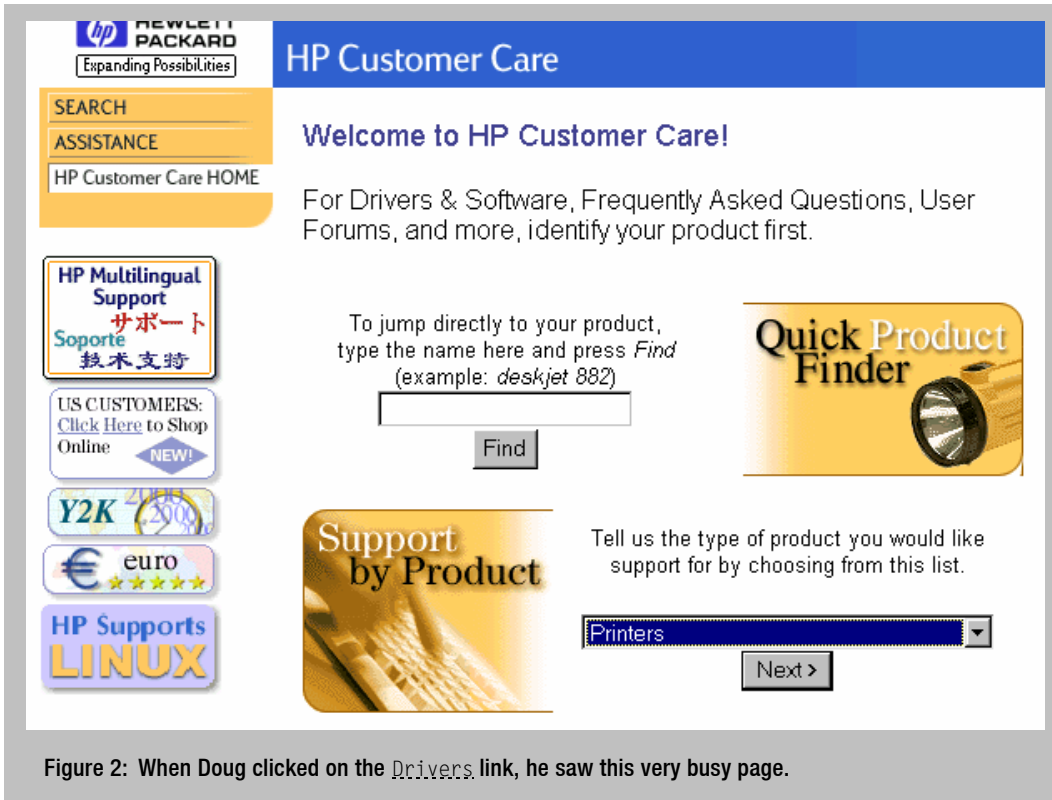 HEWLETT
PACKARD
Expanding Possibilities
HP Customer Care
SEARCH
ASSISTANCE
HP Customer Care HOME
Welcome to HP Customer Care!
For Drivers & Software, Frequently Asked Questions, User
Forums, and more, identify your product first.
HP Multilingual
Support
サポート
Soporte
技术支持
US CUSTOMERS:
Click Here to Shop
Online
NEW!
Y2K
2000
2000
euro
HP Supports
LINUX
To jump directly to your product,
type the name here and press Find
(example: deskjet 882)
Find
Quick Product
Finder
Support
by Product
Tell us the type of product you would like
support for by choosing from this list.
Printers
Next >
Figure 2: When Doug clicked on the Drivers link, he saw this very busy page.